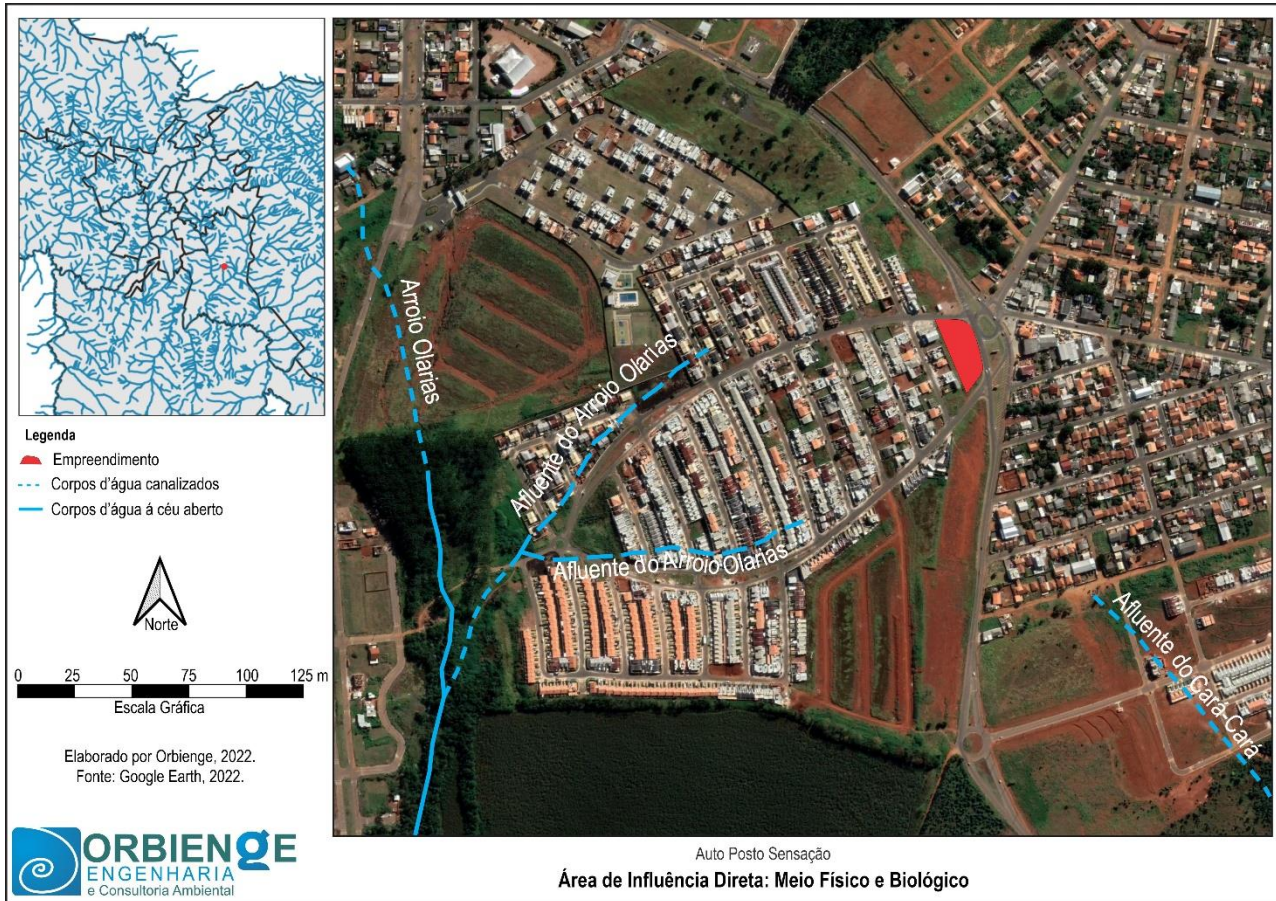 Legenda
Empreendimento
Corpos d'água canalizados
Corpos d'água á céu aberto
Norte
0 25 50 75 100 125 m
Escala Gráfica
Elaborado por Orbienge, 2022.
Fonte: Google Earth, 2022.
ORBIENGE
ENGENHARIA
e Consultoria Ambiental
Arroio Olarias
Afluente do Arroio Olarias
Afluente do Arroio Olarias
Afluente do Cará-Cará
Auto Posto Sensação
Área de Influência Direta: Meio Físico e Biológico